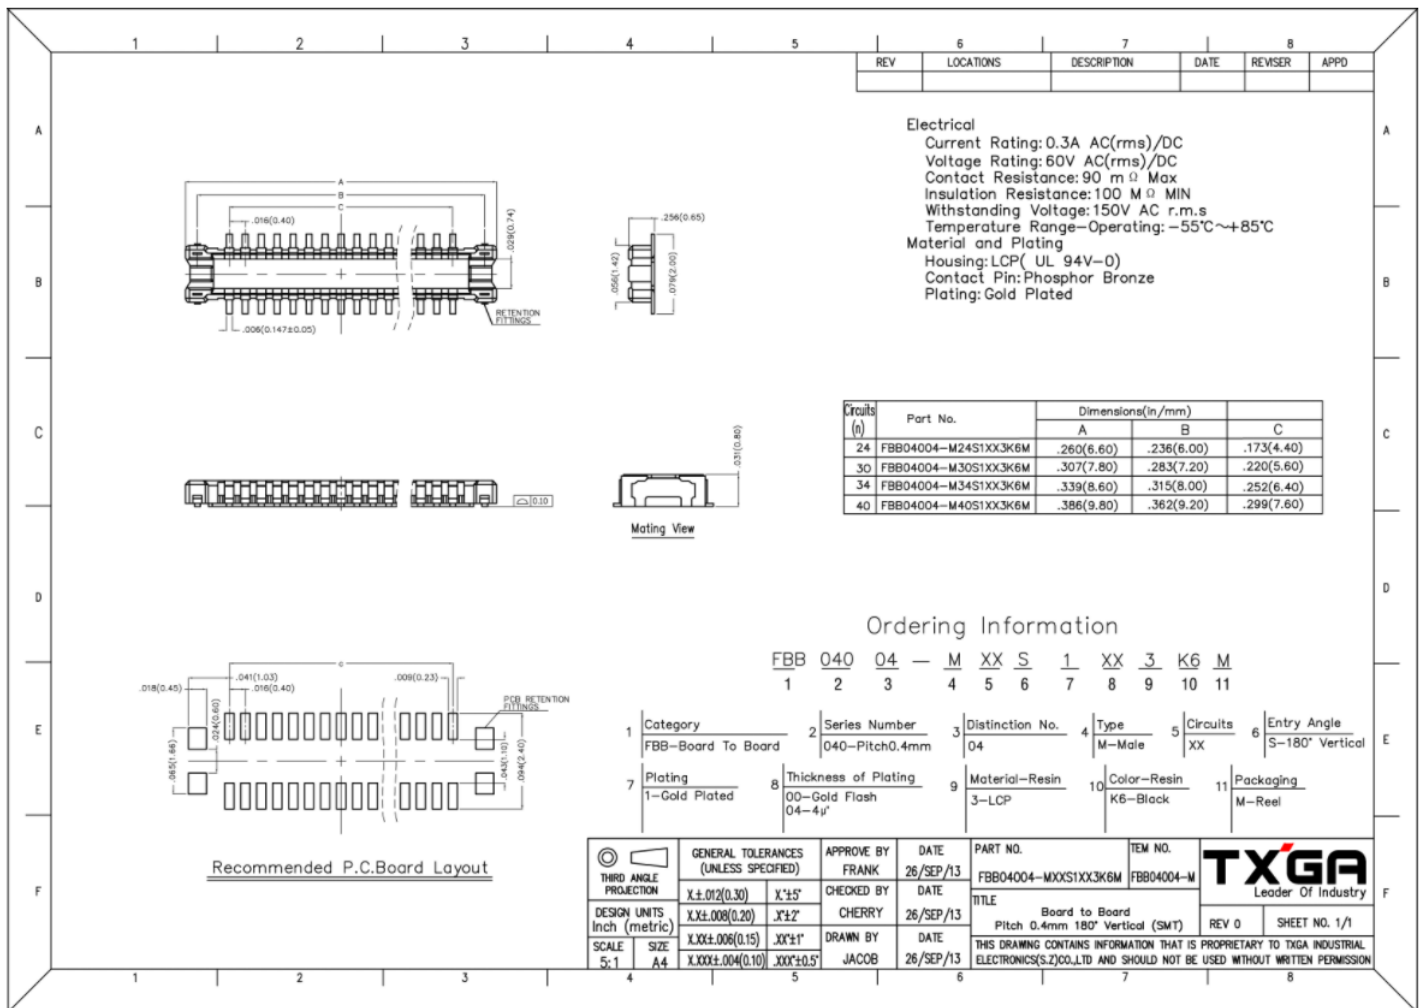 1 2 3 4 5 6 7 8
REV LOCATIONS DESCRIPTION DATE REVISER APPD
A A
Electrical
Current Rating:0.3A AC(rms)/DC
Voltage Rating:60V AC(rms)/DC
Contact Resistance:90 mΩ Max
Insulation Resistance:100 MΩ MIN
Withstanding Voltage:150V AC r.m.s
Temperature Range-Operating:-55°C~+85°C
Material and Plating
Housing:LCP( UL 94V-0)
Contact Pin:Phosphor Bronze
Plating:Gold Plated
A
B
C
.016(0.40)
.029(0.74)
.006(0.147±0.05)
RETENTION
FITTINGS
.256(0.65)
.056(1.42)
.079(2.00)
B B
Circuits
(n)
Part No.
Dimensions(in/mm)
A B C
24 FBB04004-M24S1XX3K6M .260(6.60) .236(6.00) .173(4.40)
30 FBB04004-M30S1XX3K6M .307(7.80) .283(7.20) .220(5.60)
34 FBB04004-M34S1XX3K6M .339(8.60) .315(8.00) .252(6.40)
40 FBB04004-M40S1XX3K6M .386(9.80) .362(9.20) .299(7.60)
C C
0.10
.031(0.80)
Mating View
D D
Ordering Information
FBB 040 04 - M XX S 1 XX 3 K6 M
1 2 3 4 5 6 7 8 9 10 11
1 Category
FBB-Board To Board
2 Series Number
040-Pitch0.4mm
3 Distinction No.
04
4 Type
M-Male
5 Circuits
XX
6 Entry Angle
S-180° Vertical
7 Plating
1-Gold Plated
8 Thickness of Plating
00-Gold Flash
04-4μ"
9 Material-Resin
3-LCP
10 Color-Resin
K6-Black
11 Packaging
M-Reel
E E
C
.041(1.03)
.009(0.23)
.018(0.45)
.016(0.40)
PCB RETENTION
FITTINGS
.024(0.60)
.065(1.66)
.043(1.10)
.094(2.40)
Recommended P.C.Board Layout
F F
THIRD ANGLE
PROJECTION
DESIGN UNITS
Inch (metric)
SCALE SIZE
5:1 A4
GENERAL TOLERANCES
(UNLESS SPECIFIED)
X.±.012(0.30) X.°±5°
X.X±.008(0.20) .X°±2°
X.XX±.006(0.15) .XX°±1°
X.XXX±.004(0.10) .XXX°±0.5°
APPROVE BY DATE
FRANK 26/SEP/13
CHECKED BY DATE
CHERRY 26/SEP/13
DRAWN BY DATE
JACOB 26/SEP/13
PART NO. TEM NO.
FBB04004-MXXS1XX3K6M FBB04004-M
TITLE
Board to Board
Pitch 0.4mm 180° Vertical (SMT)
TXGA
Leader Of Industry
REV 0 SHEET NO. 1/1
THIS DRAWING CONTAINS INFORMATION THAT IS PROPRIETARY TO TXGA INDUSTRIAL
ELECTRONICS(S.Z)CO.,LTD AND SHOULD NOT BE USED WITHOUT WRITTEN PERMISSION
1 2 3 4 5 6 7 8